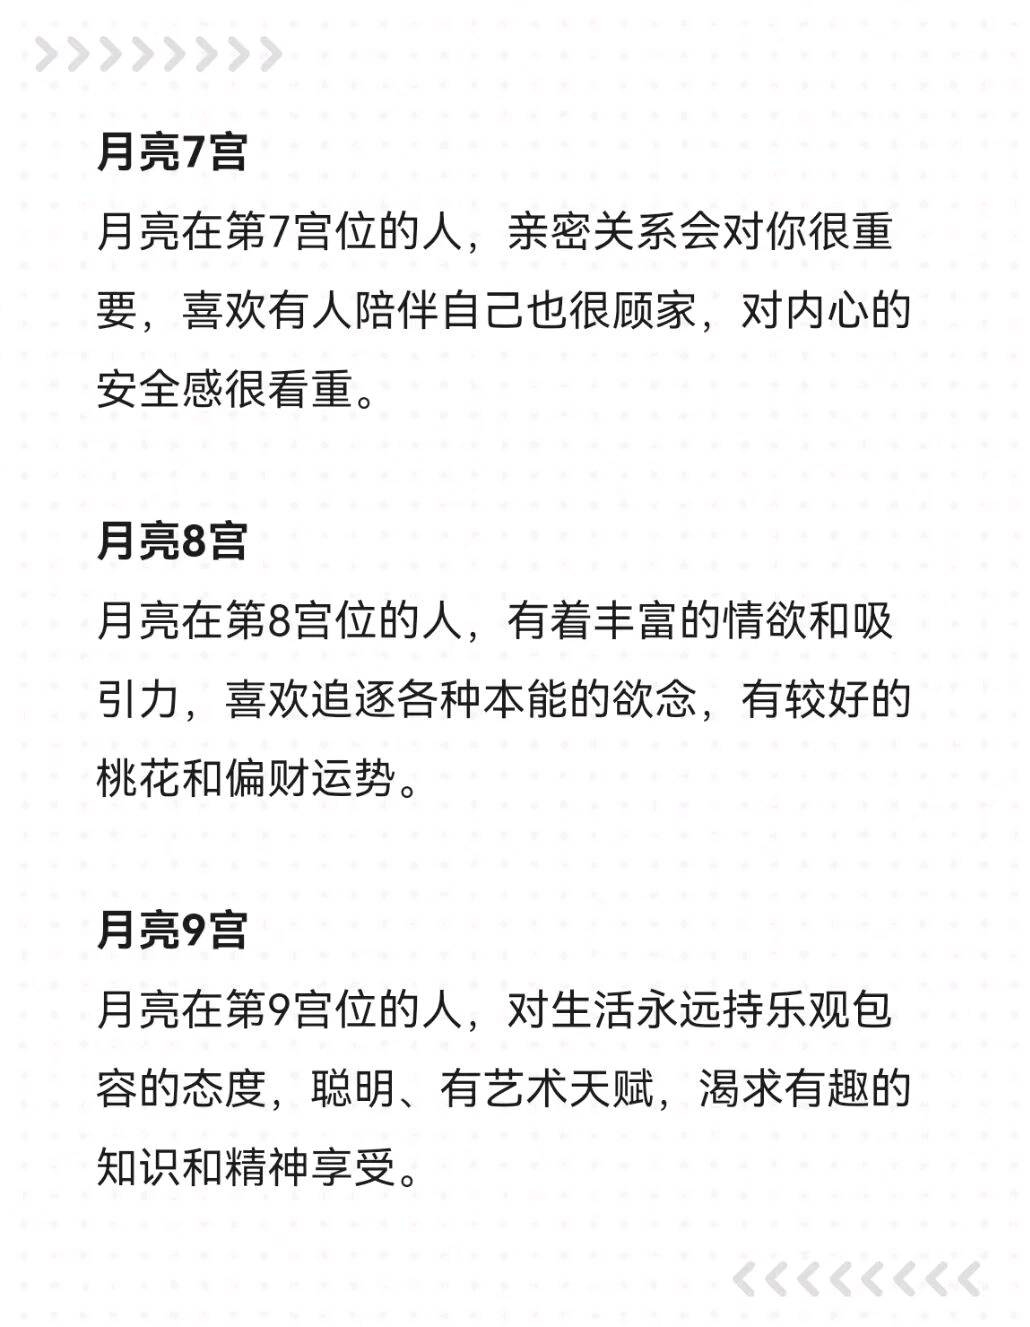 月亮7宫
月亮在第7宫位的人，亲密关系会对你很重
要，喜欢有人陪伴自己也很顾家，对内心的
安全感很看重。
月亮8宫
月亮在第8宫位的人，有着丰富的情欲和吸
引力，喜欢追逐各种本能的欲念，有较好的
桃花和偏财运势。
月亮9宫
月亮在第9宫位的人，对生活永远持乐观包
容的态度，聪明、有艺术天赋，渴求有趣的
知识和精神享受。